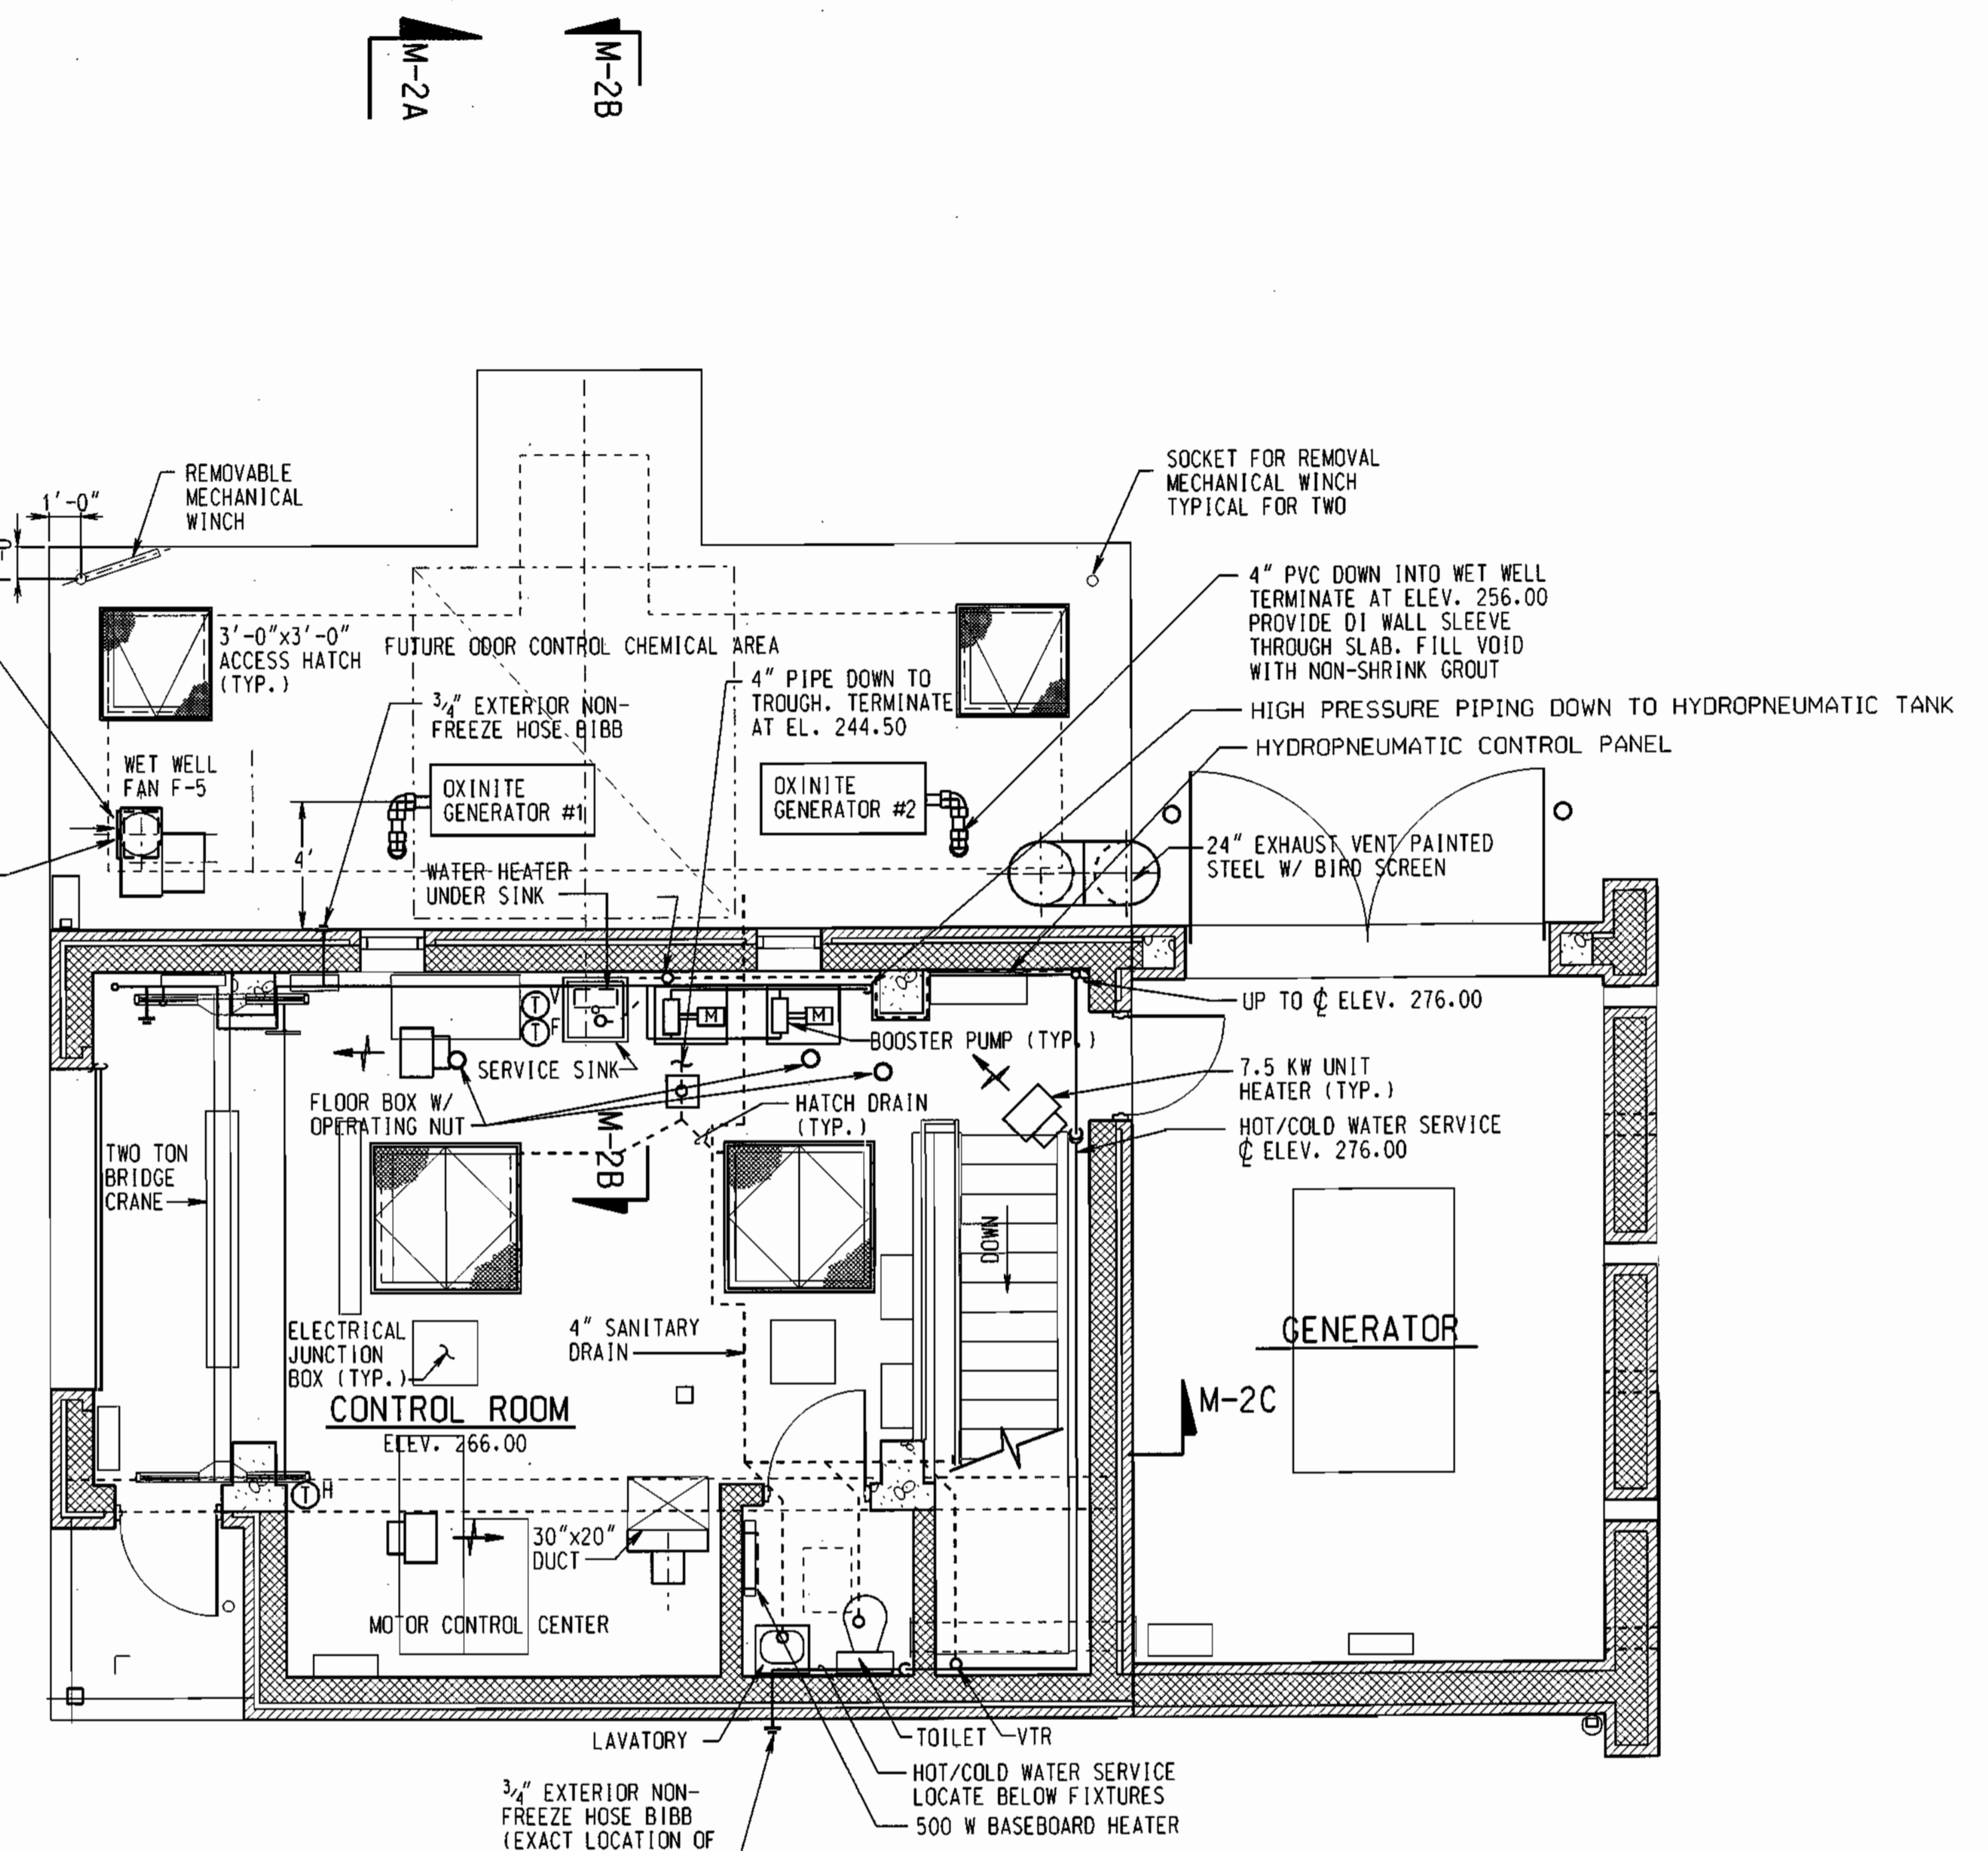 M-2A
M-2B
REMOVABLE
MECHANICAL
WINCH
1'-0"
SOCKET FOR REMOVAL
MECHANICAL WINCH
TYPICAL FOR TWO
4" PVC DOWN INTO WET WELL
TERMINATE AT ELEV. 256.00
PROVIDE DI WALL SLEEVE
THROUGH SLAB. FILL VOID
WITH NON-SHRINK GROUT
3'-0"x3'-0"
ACCESS HATCH
(TYP.)
FUTURE ODOR CONTROL CHEMICAL AREA
4" PIPE DOWN TO
TROUGH. TERMINATE
AT EL. 244.50
3/4" EXTERIOR NON-
FREEZE HOSE BIBB
HIGH PRESSURE PIPING DOWN TO HYDROPNEUMATIC TANK
HYDROPNEUMATIC CONTROL PANEL
WET WELL
FAN F-5
OXINITE
GENERATOR #1
OXINITE
GENERATOR #2
4'
24" EXHAUST VENT PAINTED
STEEL W/ BIRD SCREEN
WATER HEATER
UNDER SINK
UP TO ℄ ELEV. 276.00
T V
T F
M
M
BOOSTER PUMP (TYP.)
SERVICE SINK
7.5 KW UNIT
HEATER (TYP.)
FLOOR BOX W/
OPERATING NUT
HATCH DRAIN
(TYP.)
HOT/COLD WATER SERVICE
℄ ELEV. 276.00
M-2B
TWO TON
BRIDGE
CRANE
DOWN
ELECTRICAL
JUNCTION
BOX (TYP.)
4" SANITARY
DRAIN
GENERATOR
CONTROL ROOM
ELEV. 266.00
M-2C
T H
30"x20"
DUCT
MOTOR CONTROL CENTER
LAVATORY
TOILET
VTR
HOT/COLD WATER SERVICE
LOCATE BELOW FIXTURES
500 W BASEBOARD HEATER
3/4" EXTERIOR NON-
FREEZE HOSE BIBB
(EXACT LOCATION OF